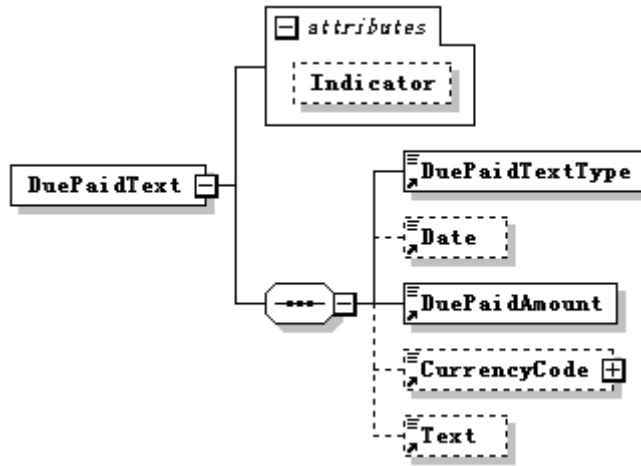 attributes
Indicator
DuePaidText
DuePaidTextType
Date
DuePaidAmount
CurrencyCode
Text